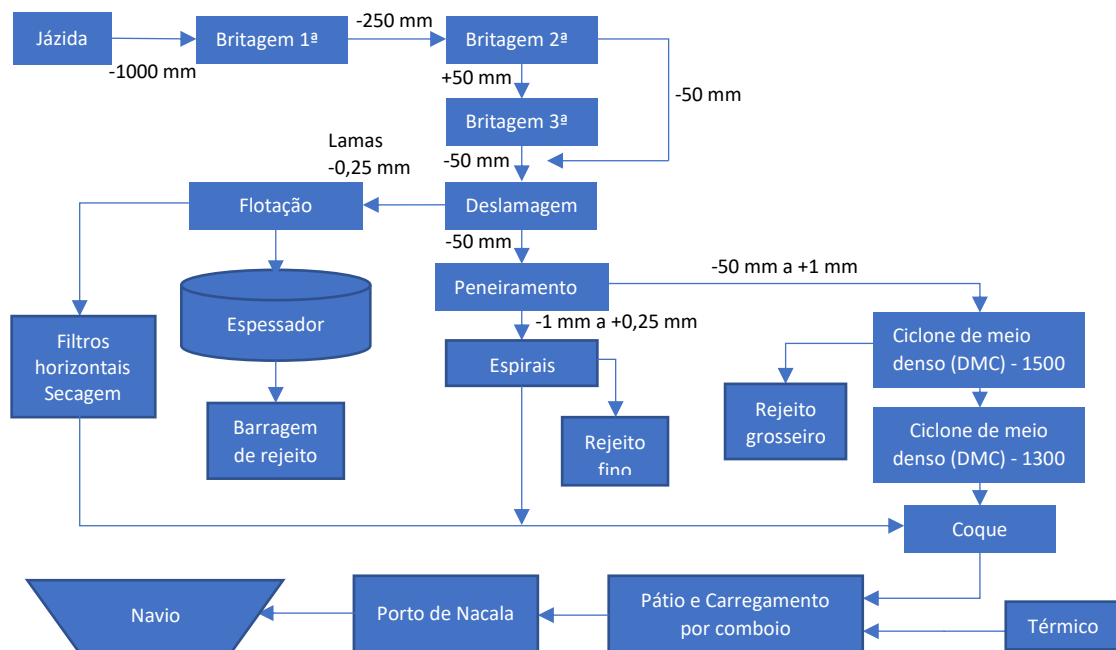 Jázida
-1000 mm
Britagem 1ª
-250 mm
Britagem 2ª
+50 mm
-50 mm
Britagem 3ª
-50 mm
Lamas
-0,25 mm
Flotação
Deslamagem
-50 mm
-50 mm a +1 mm
Peneiramento
-1 mm a +0,25 mm
Espessador
Filtros
horizontais
Secagem
Espirais
Ciclone de meio
denso (DMC) - 1500
Rejeito
grosseiro
Barragem
de rejeito
Rejeito
fino
Ciclone de meio
denso (DMC) - 1300
Coque
Navio
Porto de Nacala
Pátio e Carregamento
por comboio
Térmico